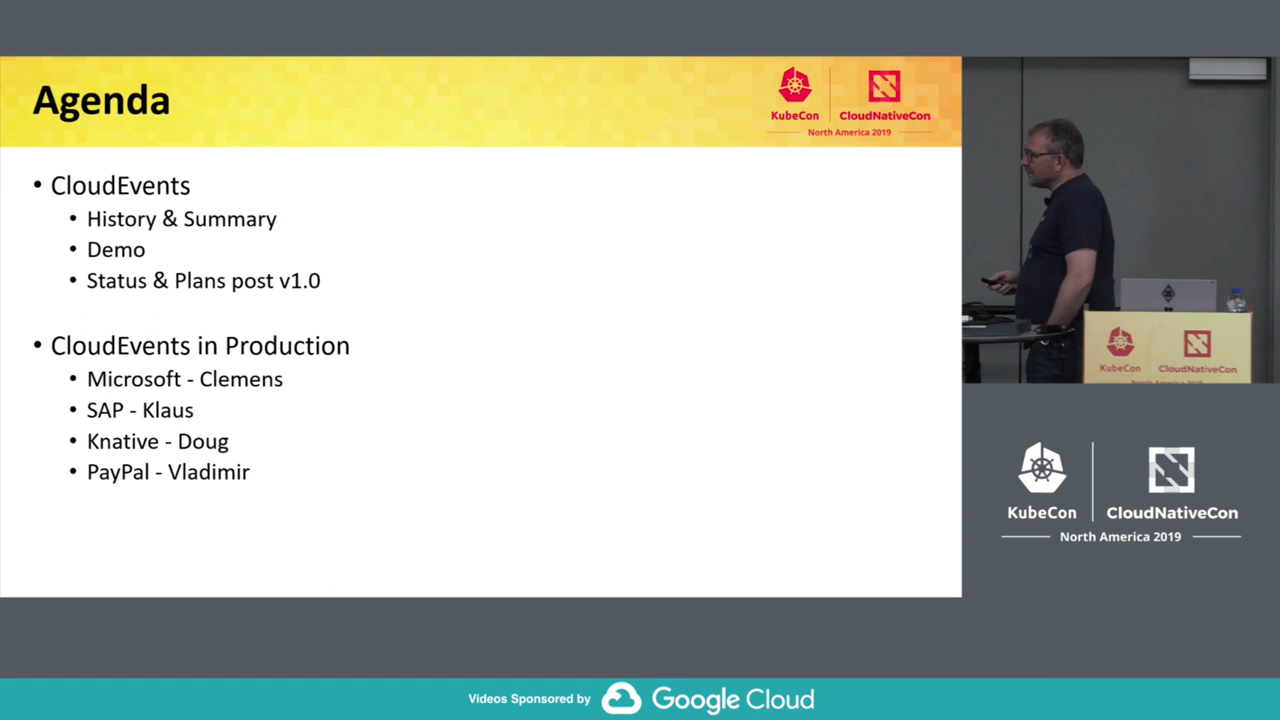 Agenda
KubeCon
CloudNativeCon
North America 2019
• CloudEvents
• History & Summary
• Demo
• Status & Plans post v1.0
• CloudEvents in Production
• Microsoft - Clemens
• SAP - Klaus
• Knative - Doug
• PayPal - Vladimir
KubeCon
CloudNativeCon
KubeCon
CloudNativeCon
North America 2019
Videos Sponsored by Google Cloud